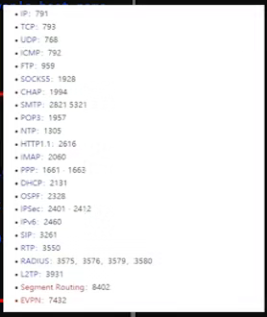 • IP: 791
• TCP: 793
• UDP: 768
• ICMP: 792
• FTP: 959
• SOCKS5: 1928
• CHAP: 1994
• SMTP: 2821 5321
• POP3: 1957
• NTP: 1305
• HTTP1.1: 2616
• IMAP: 2060
• PPP: 1661 - 1663
• DHCP: 2131
• OSPF: 2328
• IPSec: 2401 - 2412
• IPv6: 2460
• SIP: 3261
• RTP: 3550
• RADIUS: 3575, 3576, 3579, 3580
• L2TP: 3931
• Segment Routing: 8402
• EVPN: 7432